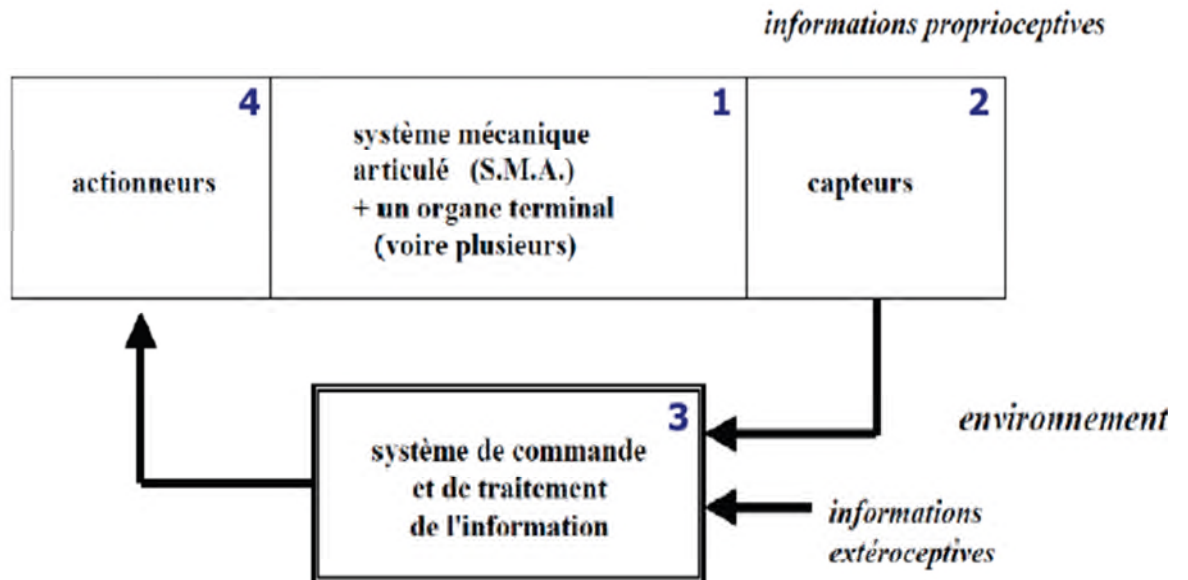 informations proprioceptives
4
actionneurs
1
système mécanique
articulé (S.M.A.)
+ un organe terminal
(voire plusieurs)
2
capteurs
3
système de commande
et de traitement
de l'information
environnement
informations
extéroceptives